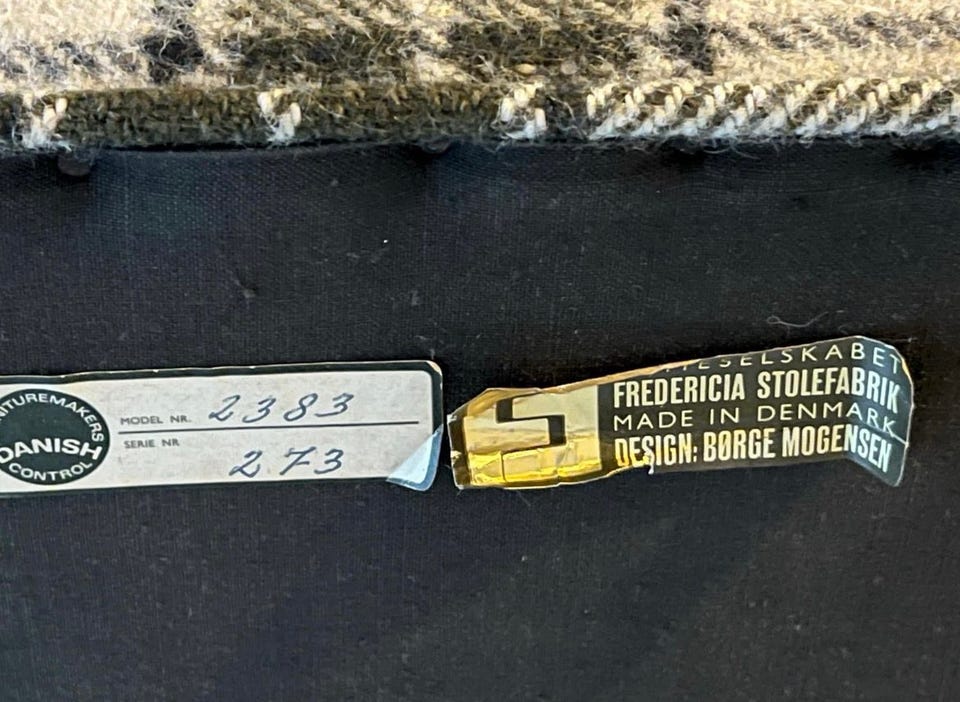 DANISH
CONTROL
MODEL NR. 2383
SERIE NR 273
FREDERICIA STOLEFABRIK
MADE IN DENMARK
DESIGN: BØRGE MOGENSEN